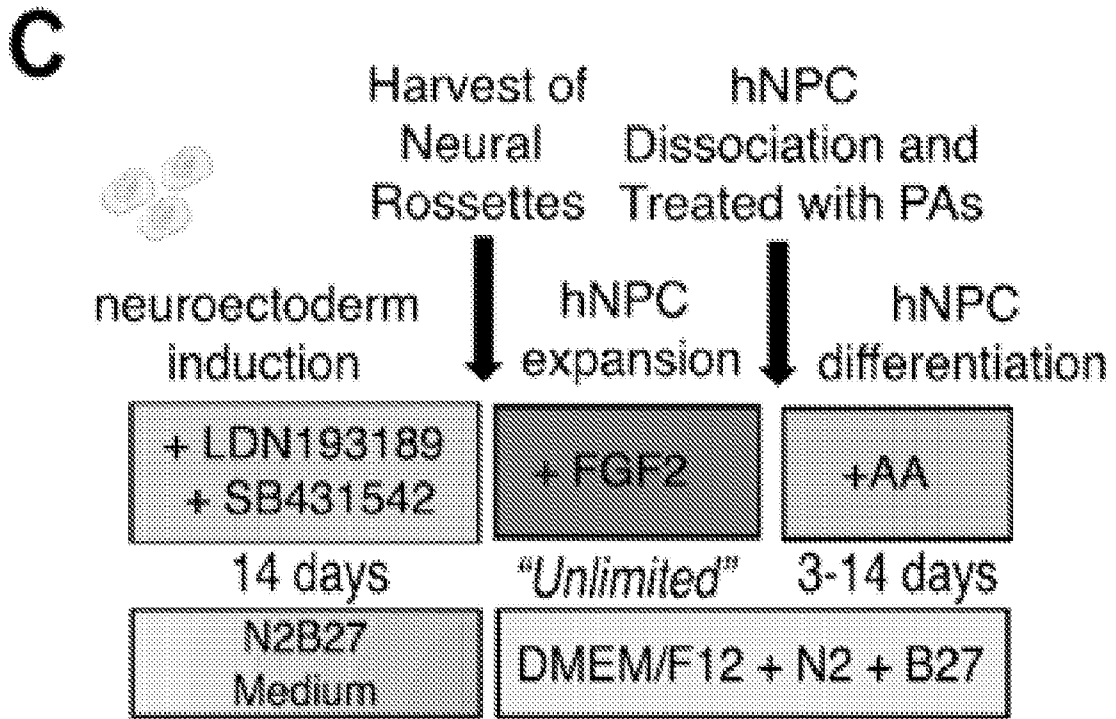 C
Harvest of
Neural
Rossettes
hNPC
Dissociation and
Treated with PAs
neuroectoderm
induction
hNPC
expansion
hNPC
differentiation
+ LDN193189
+ SB431542
+ FGF2
+AA
14 days
“Unlimited”
3-14 days
N2B27
Medium
DMEM/F12 + N2 + B27